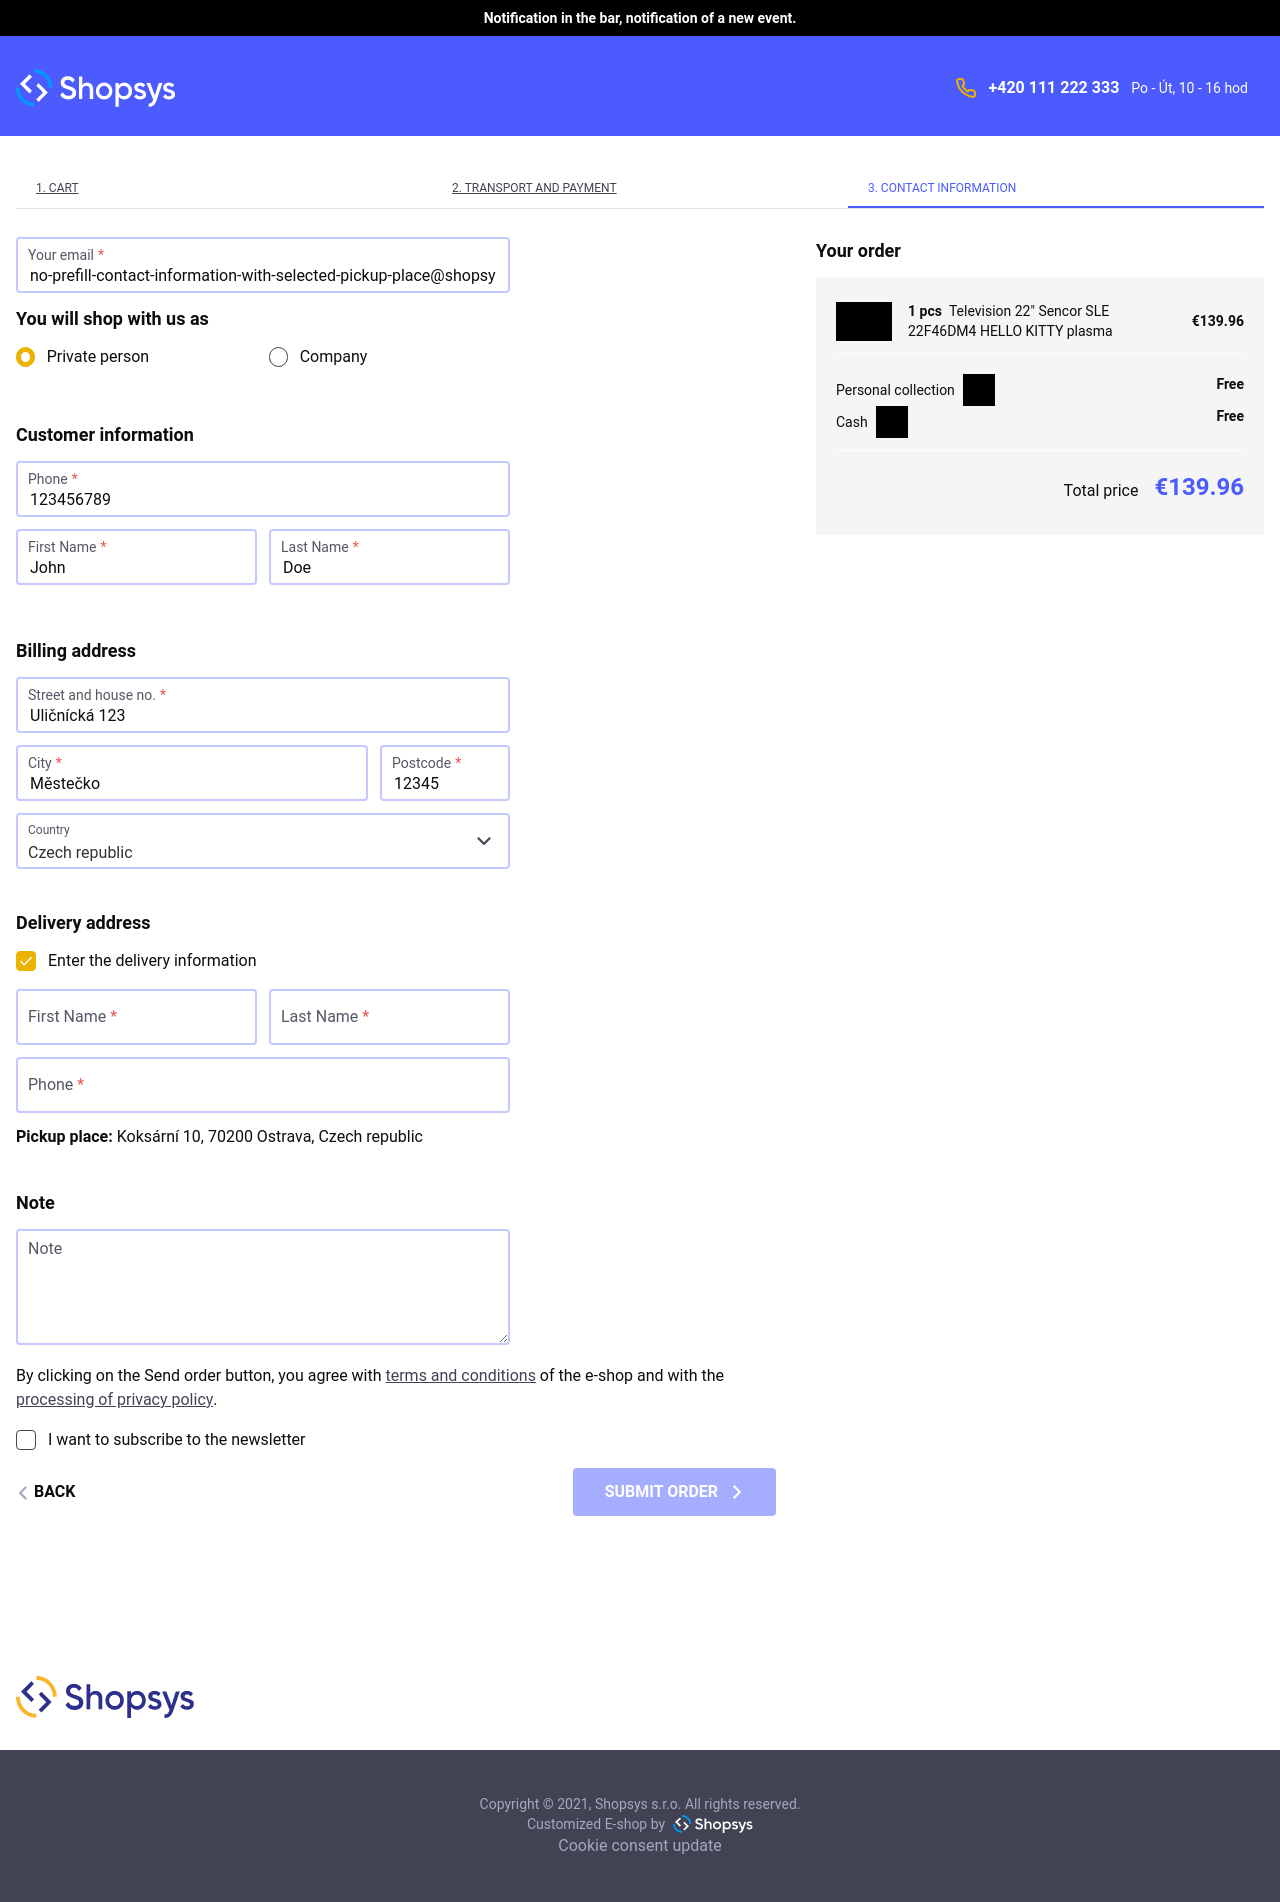 Notification in the bar, notification of a new event.
Shopsys
+420 111 222 333 Po - Út, 10 - 16 hod
1. CART
2. TRANSPORT AND PAYMENT
3. CONTACT INFORMATION
Your email *
no-prefill-contact-information-with-selected-pickup-place@shopsy
You will shop with us as
Private person
Company
Customer information
Phone *
123456789
First Name *
John
Last Name *
Doe
Billing address
Street and house no. *
Uličnícká 123
City *
Městečko
Postcode *
12345
Country
Czech republic
Delivery address
Enter the delivery information
First Name *
Last Name *
Phone *
Pickup place: Koksární 10, 70200 Ostrava, Czech republic
Note
Note
By clicking on the Send order button, you agree with terms and conditions of the e-shop and with the
processing of privacy policy.
I want to subscribe to the newsletter
BACK
SUBMIT ORDER
Your order
1 pcs Television 22" Sencor SLE
22F46DM4 HELLO KITTY plasma
€139.96
Personal collection
Free
Cash
Free
Total price €139.96
Shopsys
Copyright © 2021, Shopsys s.r.o. All rights reserved.
Customized E-shop by Shopsys
Cookie consent update